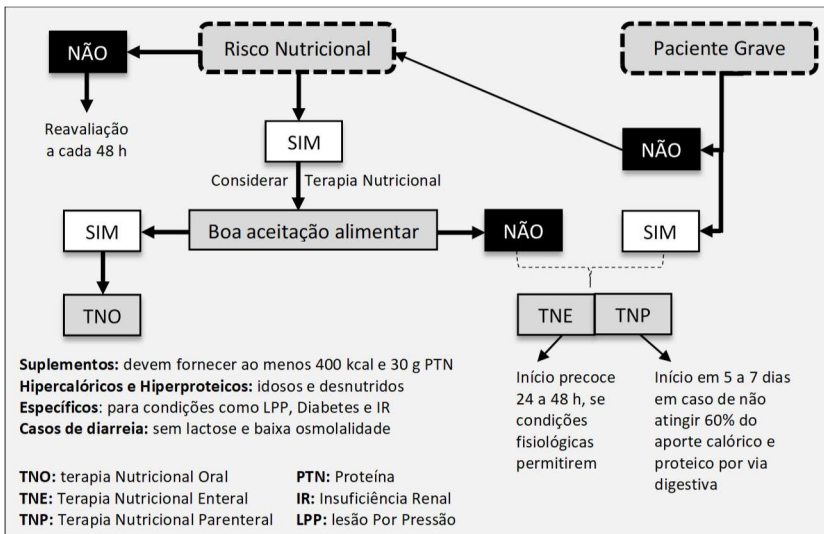 Risco Nutricional
Paciente Grave
NÃO
Reavaliação
a cada 48 h
SIM
NÃO
Considerar Terapia Nutricional
SIM
Boa aceitação alimentar
NÃO
SIM
TNO
TNE
TNP
Suplementos: devem fornecer ao menos 400 kcal e 30 g PTN
Hipercalóricos e Hiperproteicos: idosos e desnutridos
Específicos: para condições como LPP, Diabetes e IR
Casos de diarreia: sem lactose e baixa osmolalidade
Início precoce
24 a 48 h, se
condições
fisiológicas
permitirem
Início em 5 a 7 dias
em caso de não
atingir 60% do
aporte calórico e
proteico por via
digestiva
TNO: terapia Nutricional Oral
TNE: Terapia Nutricional Enteral
TNP: Terapia Nutricional Parenteral
PTN: Proteína
IR: Insuficiência Renal
LPP: lesão Por Pressão